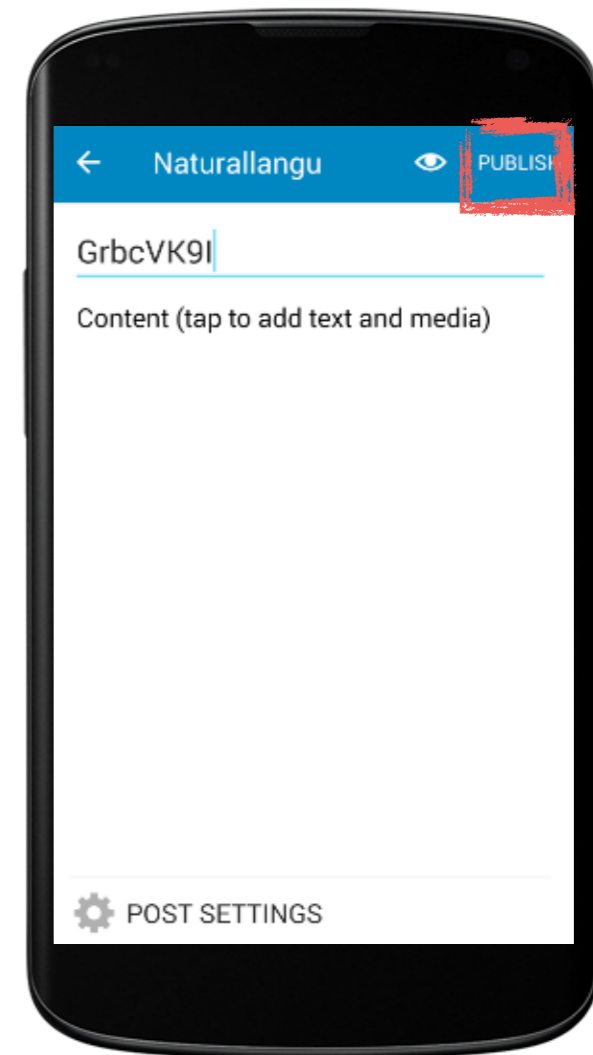 Naturallangu PUBLISH
GrbcVK9I
Content (tap to add text and media)
POST SETTINGS